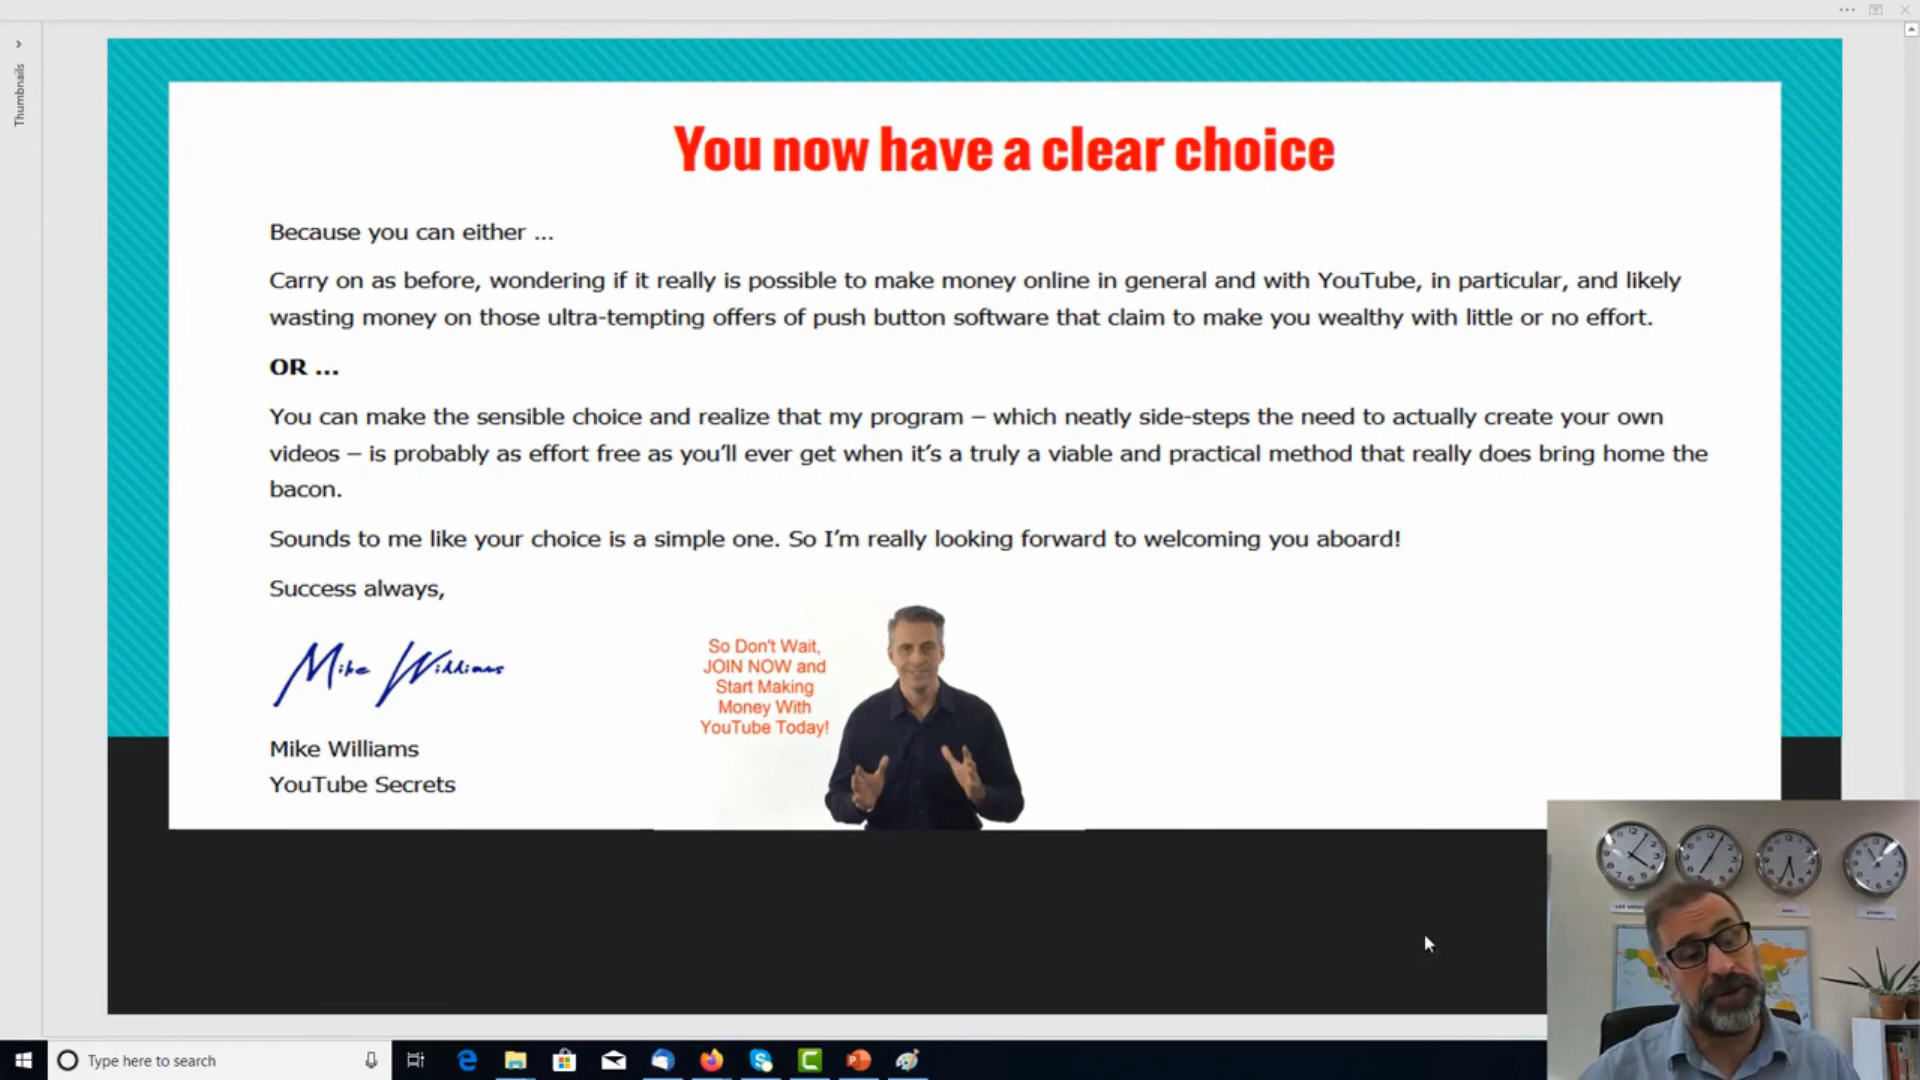 Thumbnails
You now have a clear choice
Because you can either ...
Carry on as before, wondering if it really is possible to make money online in general and with YouTube, in particular, and likely
wasting money on those ultra-tempting offers of push button software that claim to make you wealthy with little or no effort.
OR ...
You can make the sensible choice and realize that my program – which neatly side-steps the need to actually create your own
videos – is probably as effort free as you'll ever get when it's a truly a viable and practical method that really does bring home the
bacon.
Sounds to me like your choice is a simple one. So I'm really looking forward to welcoming you aboard!
Success always,
Mike Williams
So Don't Wait,
JOIN NOW and
Start Making
Money With
YouTube Today!
Mike Williams
YouTube Secrets
Type here to search